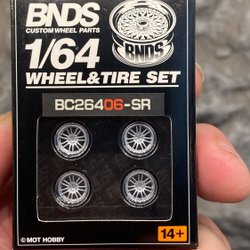 BNDS
CUSTOM WHEEL PARTS
1/64
BNDS
WHEEL&TIRE SET
BC26406-SR
© MOT HOBBY
14+